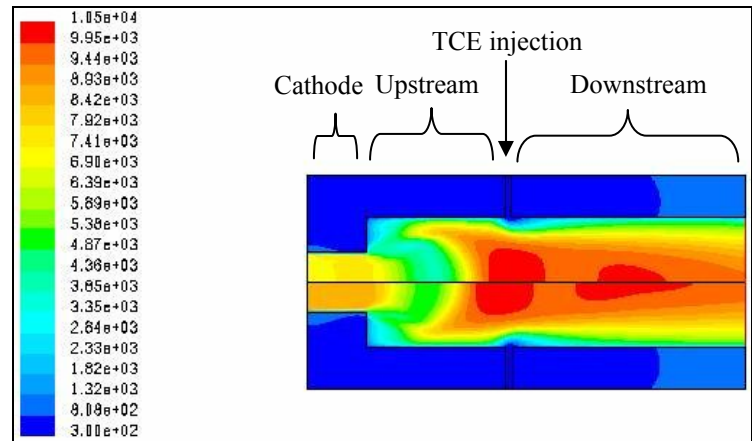 1.05e+04
9.95e+03
9.44e+03
8.93e+03
8.42e+03
7.92e+03
7.41e+03
6.90e+03
6.39e+03
5.89e+03
5.38e+03
4.87e+03
4.36e+03
3.85e+03
3.35e+03
2.84e+03
2.33e+03
1.82e+03
1.32e+03
8.08e+02
3.00e+02
TCE injection
Cathode Upstream Downstream